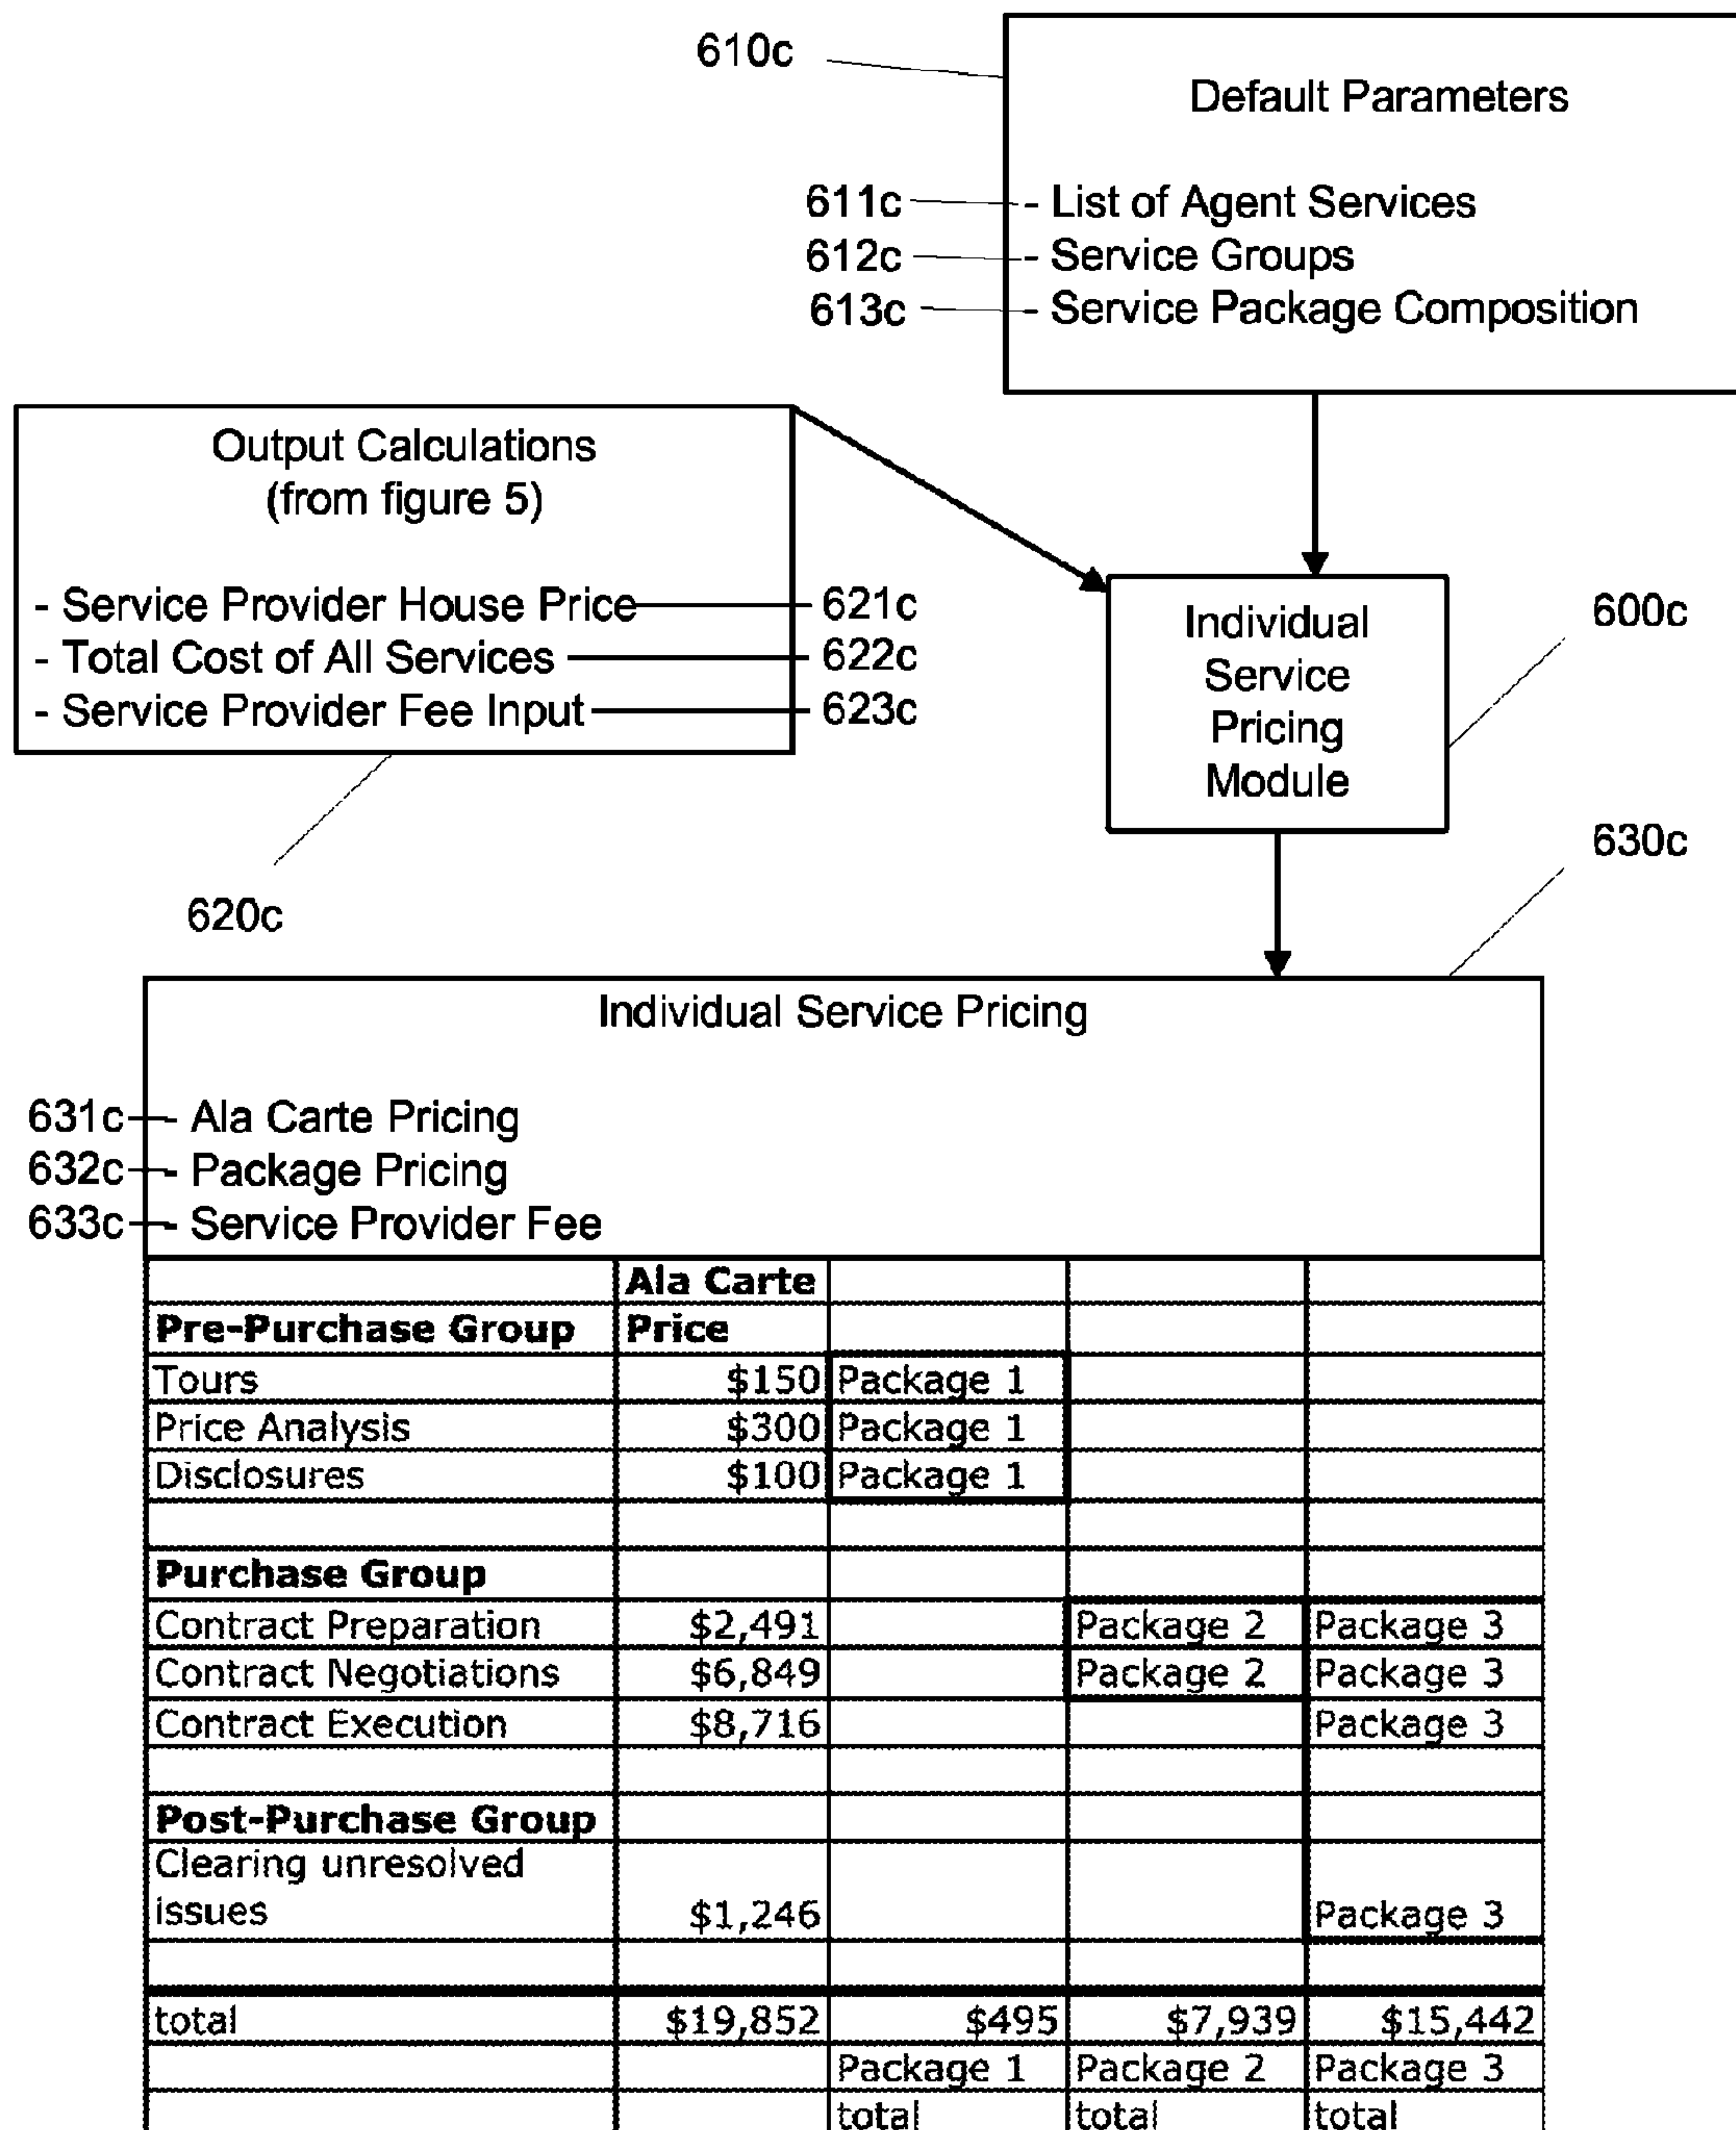 610c
Default Parameters
611c - List of Agent Services
612c - Service Groups
613c - Service Package Composition
Output Calculations
(from figure 5)
- Service Provider House Price 621c
- Total Cost of All Services 622c
- Service Provider Fee Input 623c
620c
Individual
Service
Pricing
Module
600c
630c
Individual Service Pricing
631c - Ala Carte Pricing
632c - Package Pricing
633c - Service Provider Fee
Ala Carte
Pre-Purchase Group Price
Tours $150 Package 1
Price Analysis $300 Package 1
Disclosures $100 Package 1
Purchase Group
Contract Preparation $2,491 Package 2 Package 3
Contract Negotiations $6,849 Package 2 Package 3
Contract Execution $8,716 Package 3
Post-Purchase Group
Clearing unresolved
issues $1,246 Package 3
total $19,852 $495 $7,939 $15,442
Package 1 Package 2 Package 3
total total total